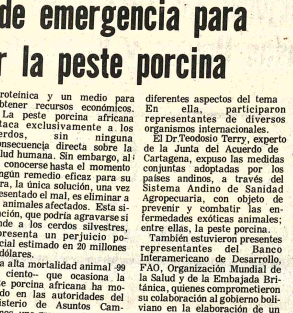 de emergencia para
r la peste porcina
roteínica y un medio para
btener recursos económicos.
La peste porcina africana
taca exclusivamente a los
erdos, sin ninguna
onsecuencia directa sobre la
lud humana. Sin embargo, al
conocerse hasta el momento
ngún remedio eficaz para su
ra, la única solución, una vez
esentado el mal, es eliminar a
animales afectados. Esta si-
ción, que podría agravarse si
a a los cerdos silvestres,
presenta un perjuicio po-
cial estimado en 20 millones
dólares.
a alta mortalidad animal -99
ciento- que ocasiona la
te porcina africana ha mo-
do en las autoridades del
isterio de Asuntos Cam-
diferentes aspectos del tema
En ella, participaron
representantes de diversos
organismos internacionales.
El Dr. Teodosio Terry, experto
de la Junta del Acuerdo de
Cartagena, expuso las medidas
conjuntas adoptadas por los
países andinos, a través del
Sistema Andino de Sanidad
Agropecuaria, con objeto de
prevenir y combatir las en-
fermedades exóticas animales;
entre ellas, la peste porcina.
También estuvieron presentes
representantes del Banco
Interamericano de Desarrollo,
FAO, Organización Mundial de
la Salud y de la Embajada Bri-
tánica, quienes comprometieron
su colaboración al gobierno boli-
viano en la elaboración de un